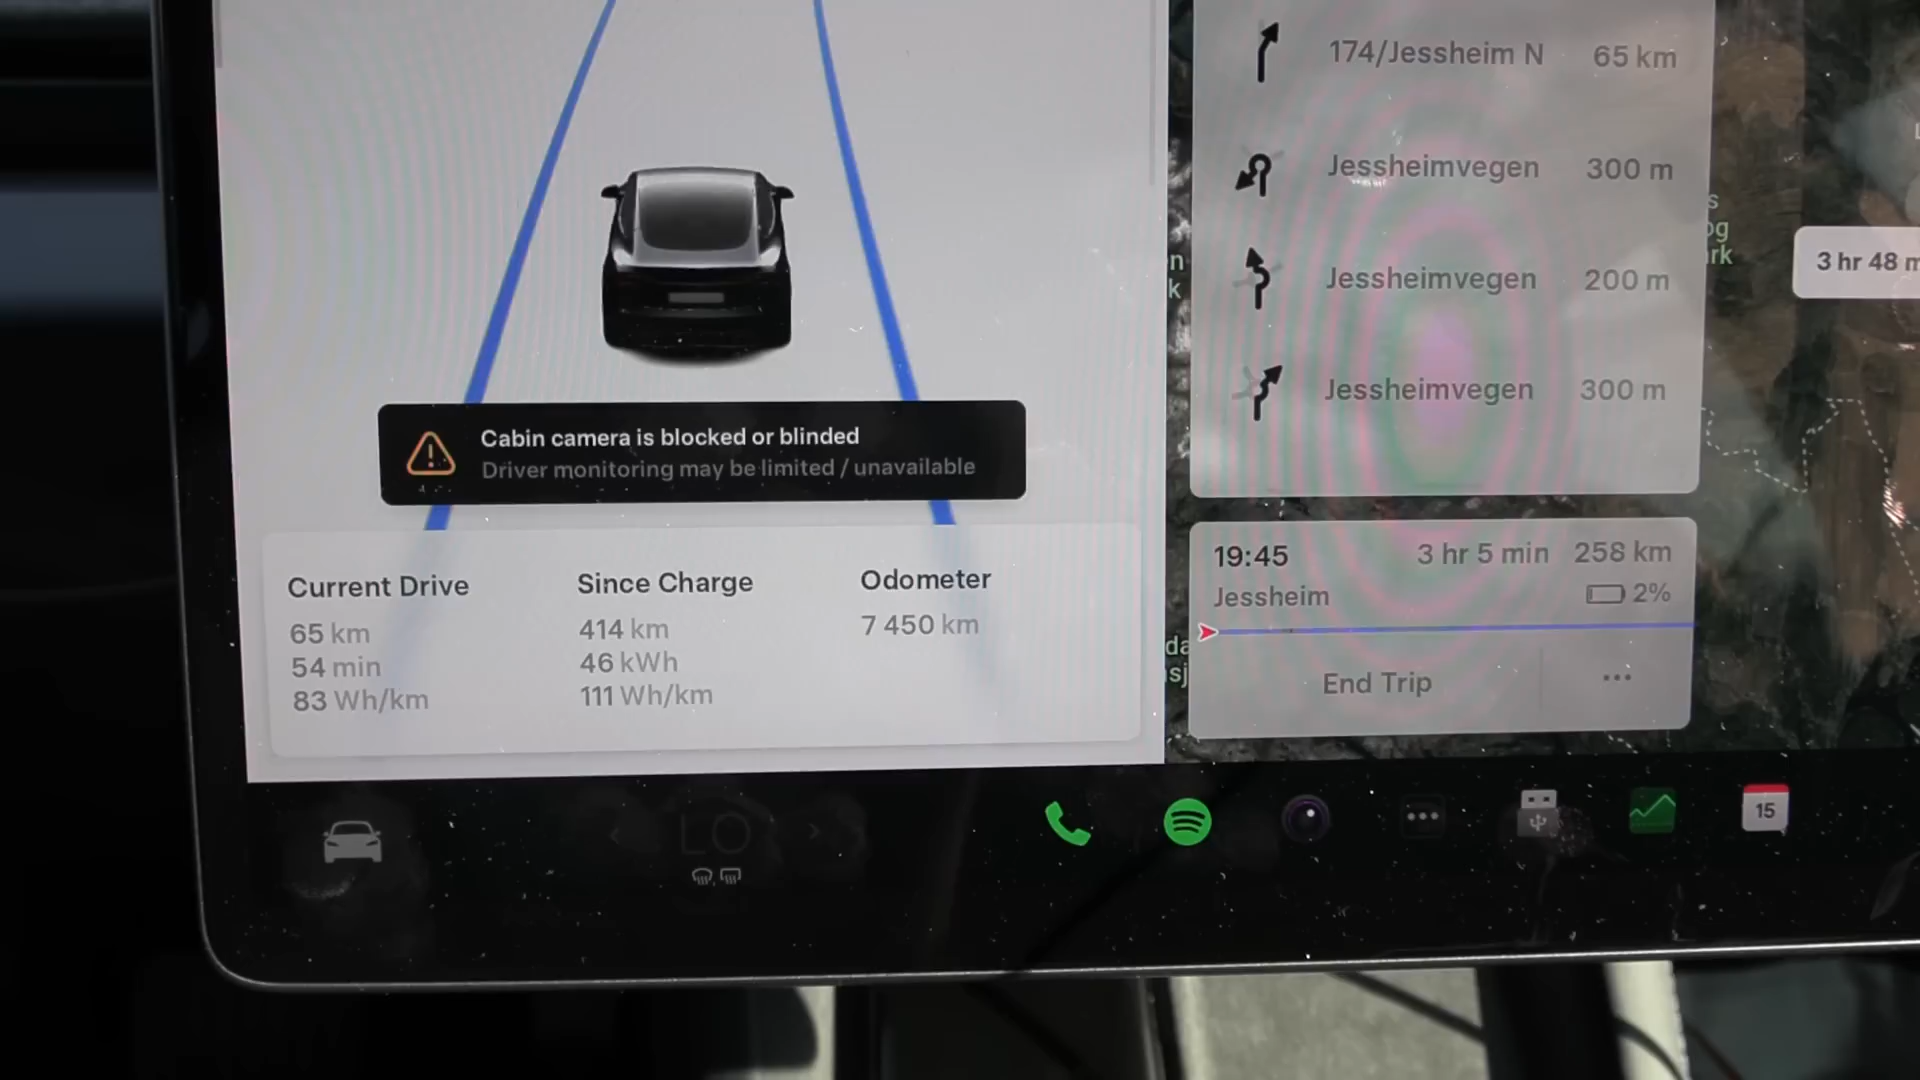 174/Jessheim N 65 km
Jessheimvegen 300 m
Jessheimvegen 200 m
Jessheimvegen 300 m
Cabin camera is blocked or blinded
Driver monitoring may be limited / unavailable
Current Drive
65 km
54 min
83 Wh/km
Since Charge
414 km
46 kWh
111 Wh/km
Odometer
7 450 km
19:45 3 hr 5 min 258 km
Jessheim 2%
End Trip
3 hr 48 m
LO
15